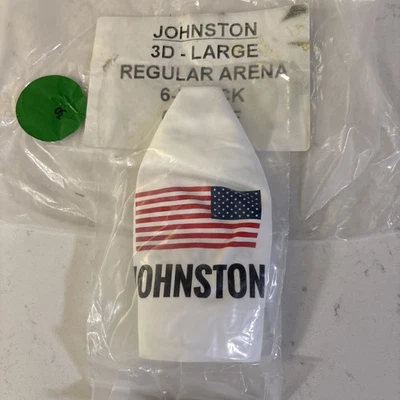 JOHNSTON
3D - LARGE
REGULAR ARENA
JOHNSTON